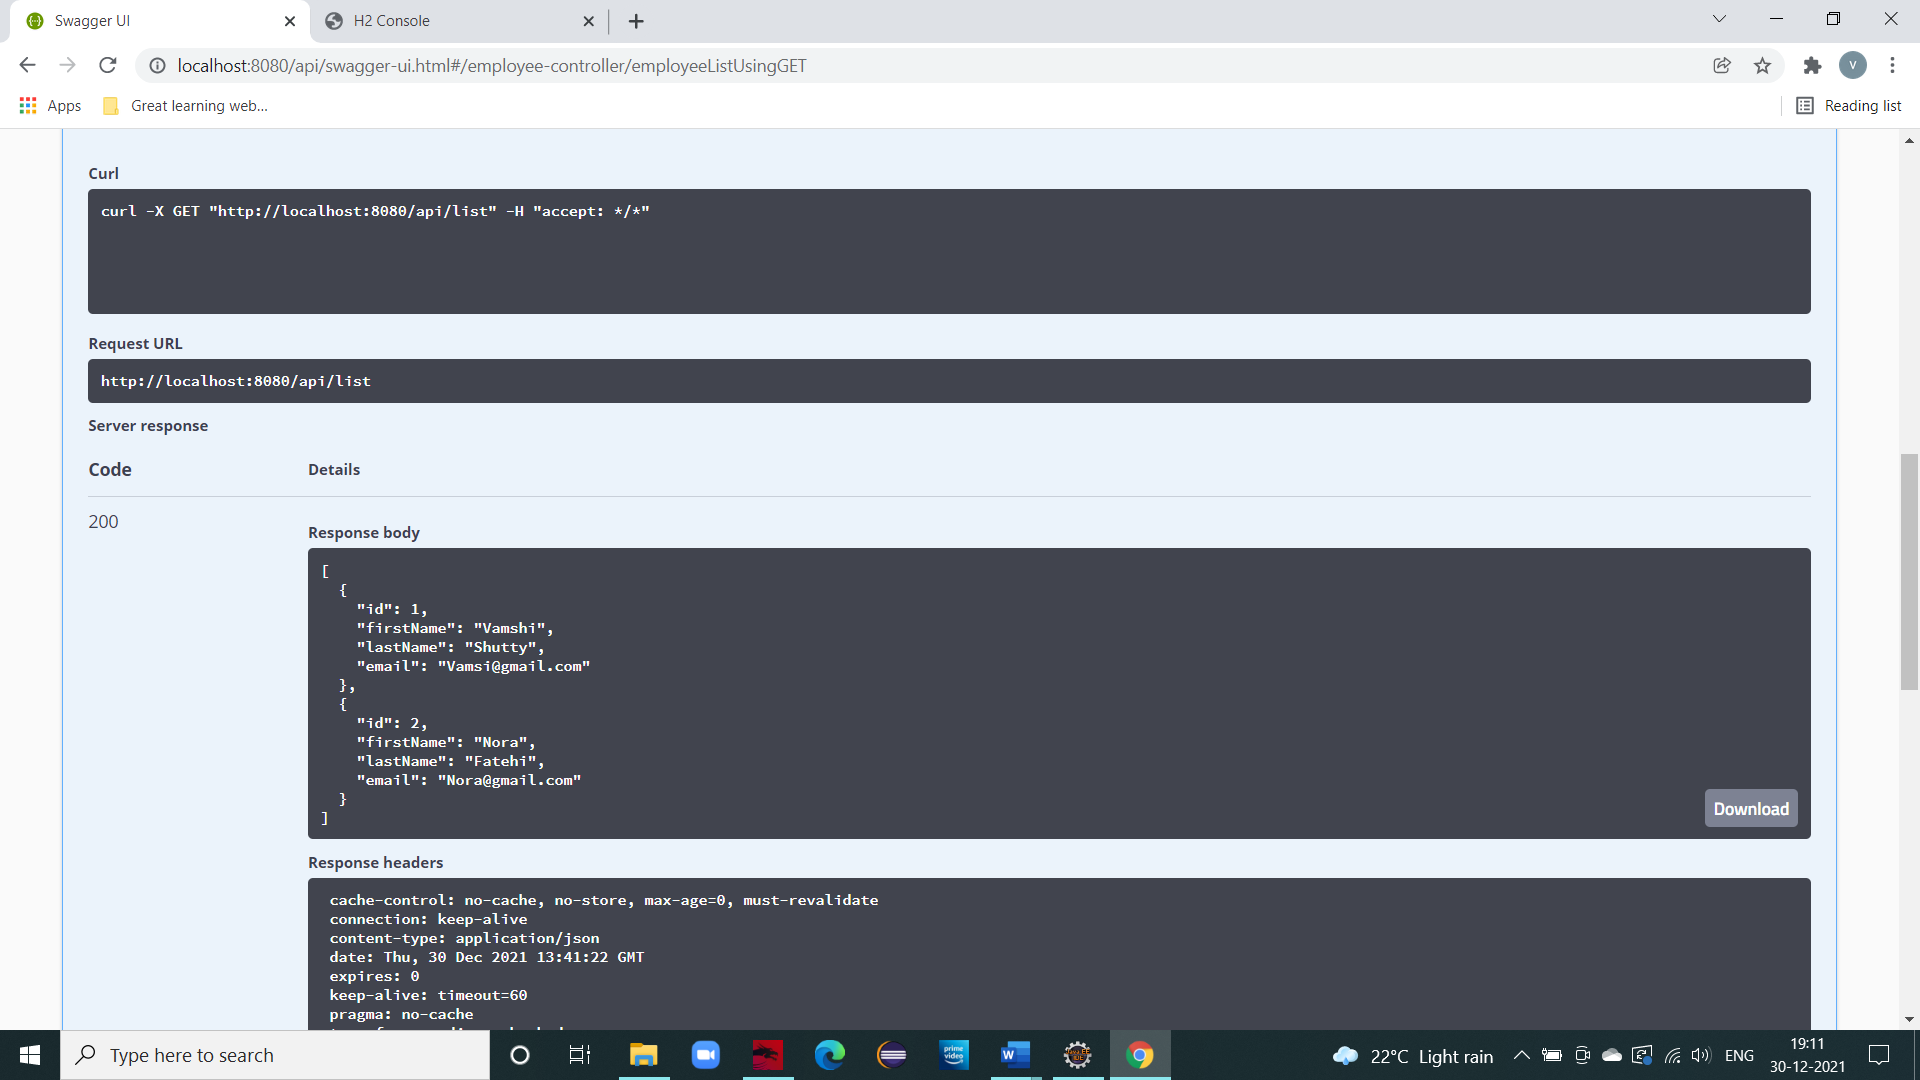 Swagger UI
H2 Console
localhost:8080/api/swagger-ui.html#/employee-controller/employeeListUsingGET
V
Apps
Great learning web...
Reading list
Curl
curl -X GET "http://localhost:8080/api/list" -H "accept: */*"
Request URL
http://localhost:8080/api/list
Server response
Code Details
200
Response body
[
{
"id": 1,
"firstName": "Vamshi",
"lastName": "Shutty",
"email": "Vamsi@gmail.com"
},
{
"id": 2,
"firstName": "Nora",
"lastName": "Fatehi",
"email": "Nora@gmail.com"
}
]
Download
Response headers
cache-control: no-cache, no-store, max-age=0, must-revalidate
connection: keep-alive
content-type: application/json
date: Thu, 30 Dec 2021 13:41:22 GMT
expires: 0
keep-alive: timeout=60
pragma: no-cache
Type here to search
prime video
W
22°C Light rain
ENG
19:11
30-12-2021